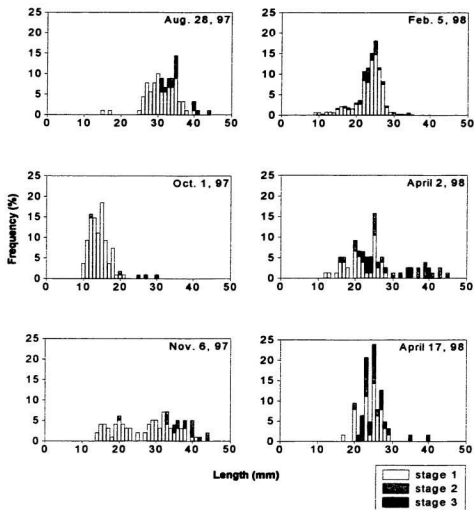 Aug. 28, 97
25
20
15
10
5
0
0 10 20 30 40 50
Feb. 5, 98
25
20
15
10
5
0
0 10 20 30 40 50
Oct. 1, 97
25
20
15
10
5
0
0 10 20 30 40 50
April 2, 98
25
20
15
10
5
0
0 10 20 30 40 50
Nov. 6, 97
25
20
15
10
5
0
0 10 20 30 40 50
April 17, 98
25
20
15
10
5
0
0 10 20 30 40 50
Frequency (%)
Length (mm)
stage 1
stage 2
stage 3